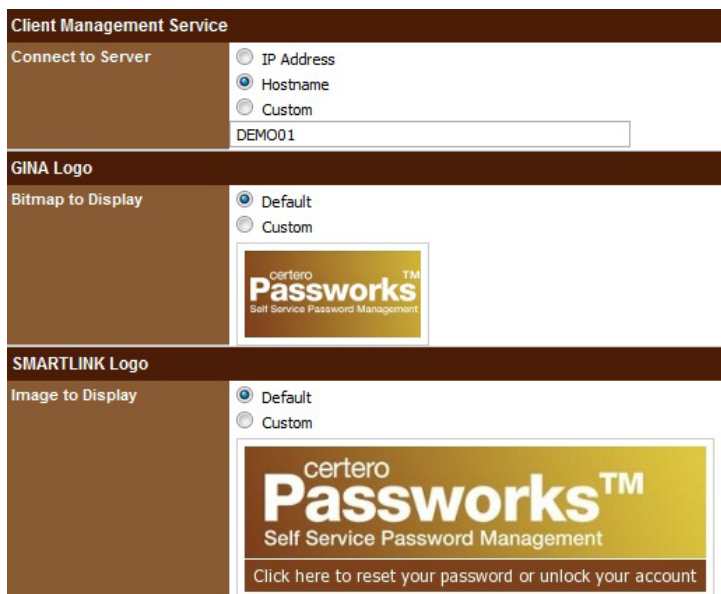 Client Management Service
Connect to Server
IP Address
Hostname
Custom
DEMO01
GINA Logo
Bitmap to Display
Default
Custom
certero
Passworks™
Self Service Password Management
SMARTLINK Logo
Image to Display
Default
Custom
certero
Passworks™
Self Service Password Management
Click here to reset your password or unlock your account